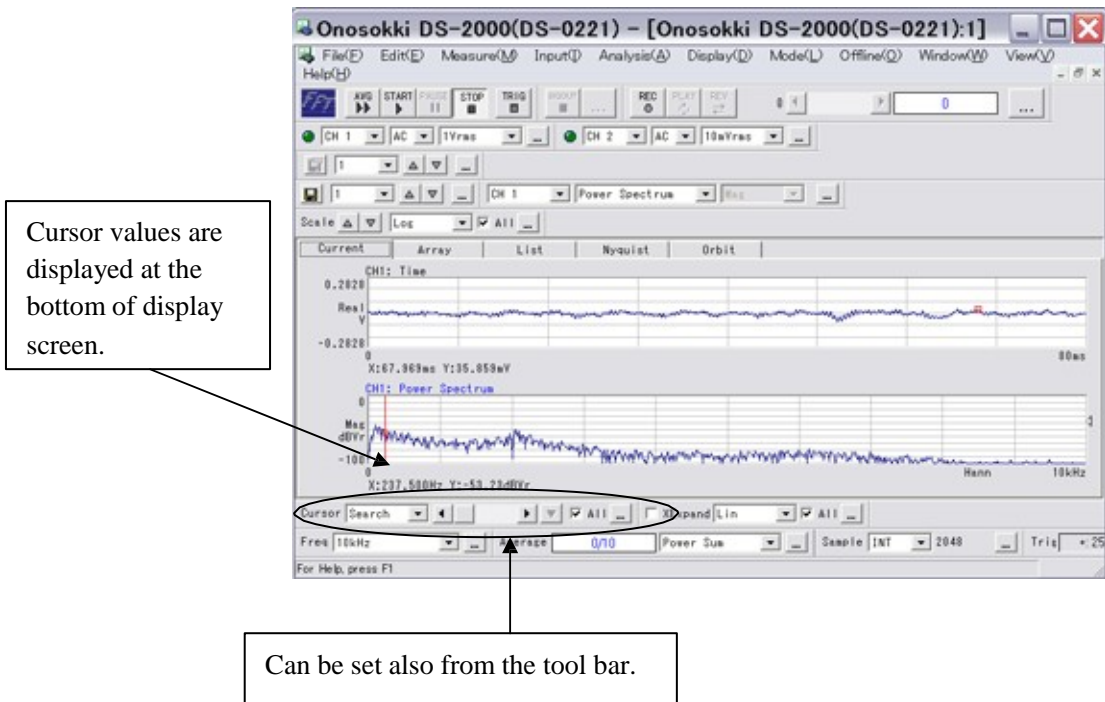 Onosokki DS-2000(DS-0221) - [Onosokki DS-2000(DS-0221):1]
File(F) Edit(E) Measure(M) Input(I) Analysis(A) Display(D) Mode(L) Offline(O) Window(W) View(V)
Help(H)
FFT AVG START PAUSE STOP TRIG ... REC PLAY REV 0 0 ...
CH 1 AC 1Vrms ... CH 2 AC 10mVrms ...
1 ...
1 ... CH 1 Power Spectrum Mag ...
Scale Log All ...
Current Array List Nyquist Orbit
CH1: Time
0.2828
Real
V
-0.2828
0 80ms
X:67.969ms Y:35.859mV
CH1: Power Spectrum
0
Mag
dBVr
-100
0 Hann 10kHz
X:237.500Hz Y:-53.23dBVr
Cursor Search All ... XExpand Lin All ...
Freq 10kHz ... Average 0/10 Power Sum ... Sample INT 2048 ... Trig +:25
For Help, press F1
Cursor values are
displayed at the
bottom of display
screen.
Can be set also from the tool bar.